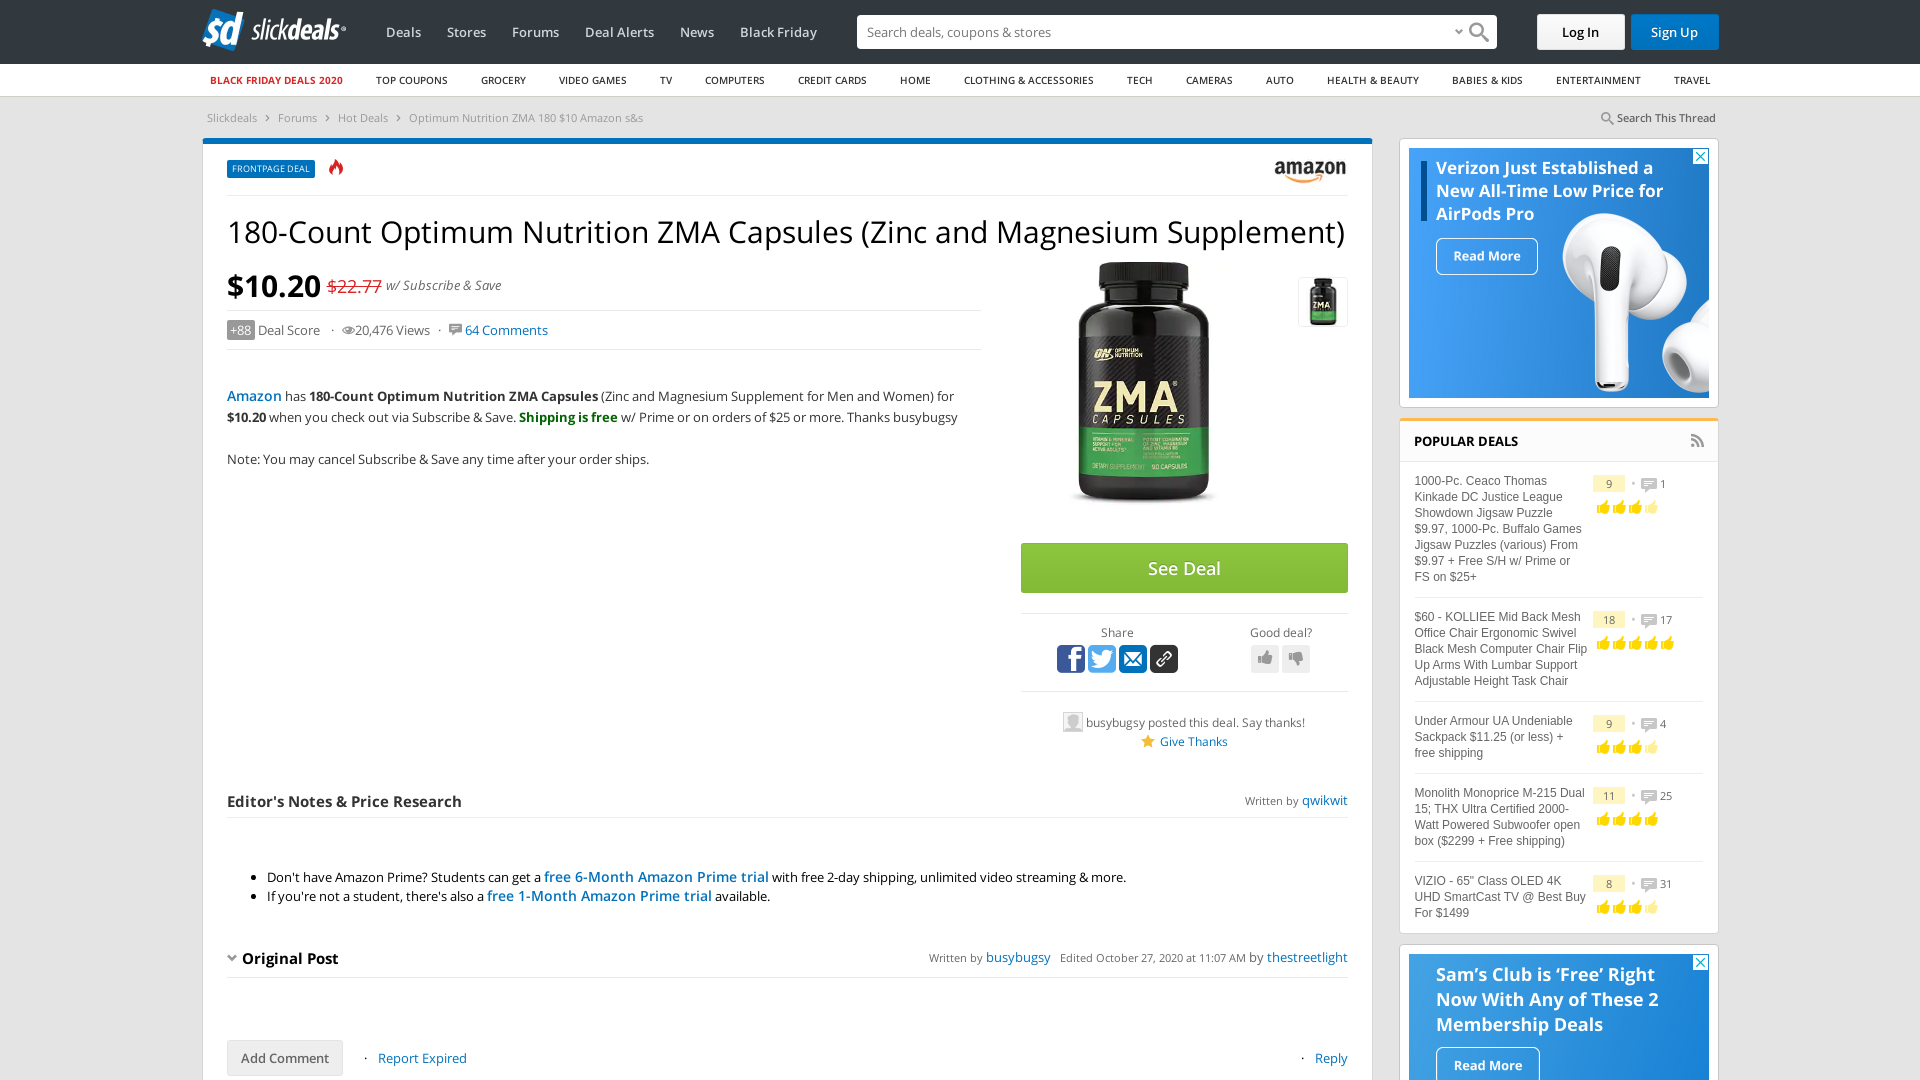 sd slickdeals
Deals
Stores
Forums
Deal Alerts
News
Black Friday
Search deals, coupons & stores
Log In
Sign Up
BLACK FRIDAY DEALS 2020
TOP COUPONS
GROCERY
VIDEO GAMES
TV
COMPUTERS
CREDIT CARDS
HOME
CLOTHING & ACCESSORIES
TECH
CAMERAS
AUTO
HEALTH & BEAUTY
BABIES & KIDS
ENTERTAINMENT
TRAVEL
Slickdeals > Forums > Hot Deals > Optimum Nutrition ZMA 180 $10 Amazon s&s
Search This Thread
FRONTPAGE DEAL
amazon
180-Count Optimum Nutrition ZMA Capsules (Zinc and Magnesium Supplement)
$10.20 $22.77 w/ Subscribe & Save
+88 Deal Score · 20,476 Views · 64 Comments
Amazon has 180-Count Optimum Nutrition ZMA Capsules (Zinc and Magnesium Supplement for Men and Women) for
$10.20 when you check out via Subscribe & Save. Shipping is free w/ Prime or on orders of $25 or more. Thanks busybugsy
Note: You may cancel Subscribe & Save any time after your order ships.
ON OPTIMUM
NUTRITION
ZMA®
CAPSULES
DIETARY SUPPLEMENT 90 CAPSULES
ZMA
See Deal
Share
Good deal?
busybugsy posted this deal. Say thanks!
Give Thanks
Editor's Notes & Price Research
Written by qwikwit
• Don't have Amazon Prime? Students can get a free 6-Month Amazon Prime trial with free 2-day shipping, unlimited video streaming & more.
• If you're not a student, there's also a free 1-Month Amazon Prime trial available.
Original Post
Written by busybugsy Edited October 27, 2020 at 11:07 AM by thestreetlight
Add Comment
· Report Expired
· Reply
Verizon Just Established a
New All-Time Low Price for
AirPods Pro
Read More
POPULAR DEALS
1000-Pc. Ceaco Thomas
Kinkade DC Justice League
Showdown Jigsaw Puzzle
$9.97, 1000-Pc. Buffalo Games
Jigsaw Puzzles (various) From
$9.97 + Free S/H w/ Prime or
FS on $25+
9 • 1
$60 - KOLLIEE Mid Back Mesh
Office Chair Ergonomic Swivel
Black Mesh Computer Chair Flip
Up Arms With Lumbar Support
Adjustable Height Task Chair
18 • 17
Under Armour UA Undeniable
Sackpack $11.25 (or less) +
free shipping
9 • 4
Monolith Monoprice M-215 Dual
15; THX Ultra Certified 2000-
Watt Powered Subwoofer open
box ($2299 + Free shipping)
11 • 25
VIZIO - 65" Class OLED 4K
UHD SmartCast TV @ Best Buy
For $1499
8 • 31
Sam's Club is 'Free' Right
Now With Any of These 2
Membership Deals
Read More